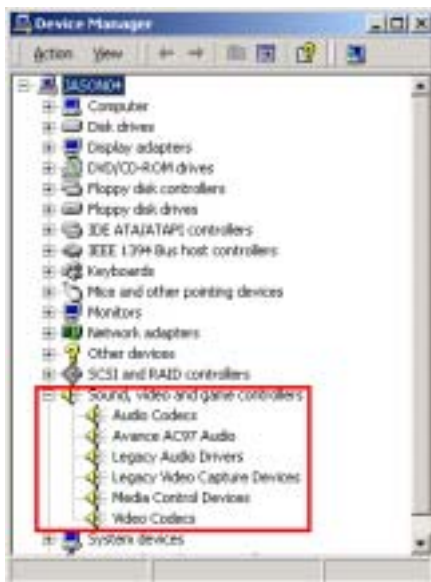 Device Manager
Action View
JASON04
Computer
Disk drives
Display adapters
DVD/CD-ROM drives
Floppy disk controllers
Floppy disk drives
IDE ATA/ATAPI controllers
IEEE 1394 Bus host controllers
Keyboards
Mice and other pointing devices
Monitors
Network adapters
Other devices
SCSI and RAID controllers
Sound, video and game controllers
Audio Codecs
Avance AC97 Audio
Legacy Audio Drivers
Legacy Video Capture Devices
Media Control Devices
Video Codecs
System devices